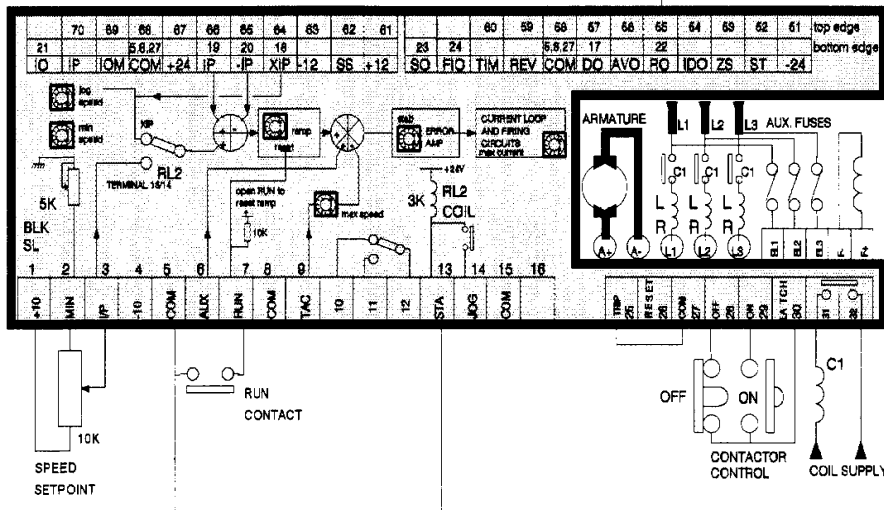 70 69 68 67 66 65 64 63 62 61 60 59 58 57 56 55 54 53 52 51 top edge
21 5,8,27 19 20 18 23 24 5,8,27 17 22 bottom edge
IO IP IOM COM +24 IP -IP XIP -12 SS +12 SO FIO TIM REV COM DO AVO RO IDO ZS ST -24
jog speed
min speed
XIP
RL2
TERMINAL 16/14
ramp
reset
stab
ERROR AMP
CURRENT LOOP
AND FIRING
CIRCUITS
max current
ARMATURE
L1 L2 L3 AUX. FUSES
C1 C1 C1
+24V
RL2
COIL
3K
open RUN to
reset ramp
10K
max speed
5K
BLK
SL
L L L
R R R
A+ A- L1 L2 L3 EL1 EL2 EL3 F- F+
1 2 3 4 5 6 7 8 9 10 11 12 13 14 15 16
+10 MIN I/P -10 COM AUX RUN COM TAC STA JOG COM
TRIP 25 RESET 26 COM 27 OFF 28 ON 29 LATCH 30 31 32
RUN
CONTACT
OFF ON
C1
10K
SPEED
SETPOINT
CONTACTOR
CONTROL
COIL SUPPLY